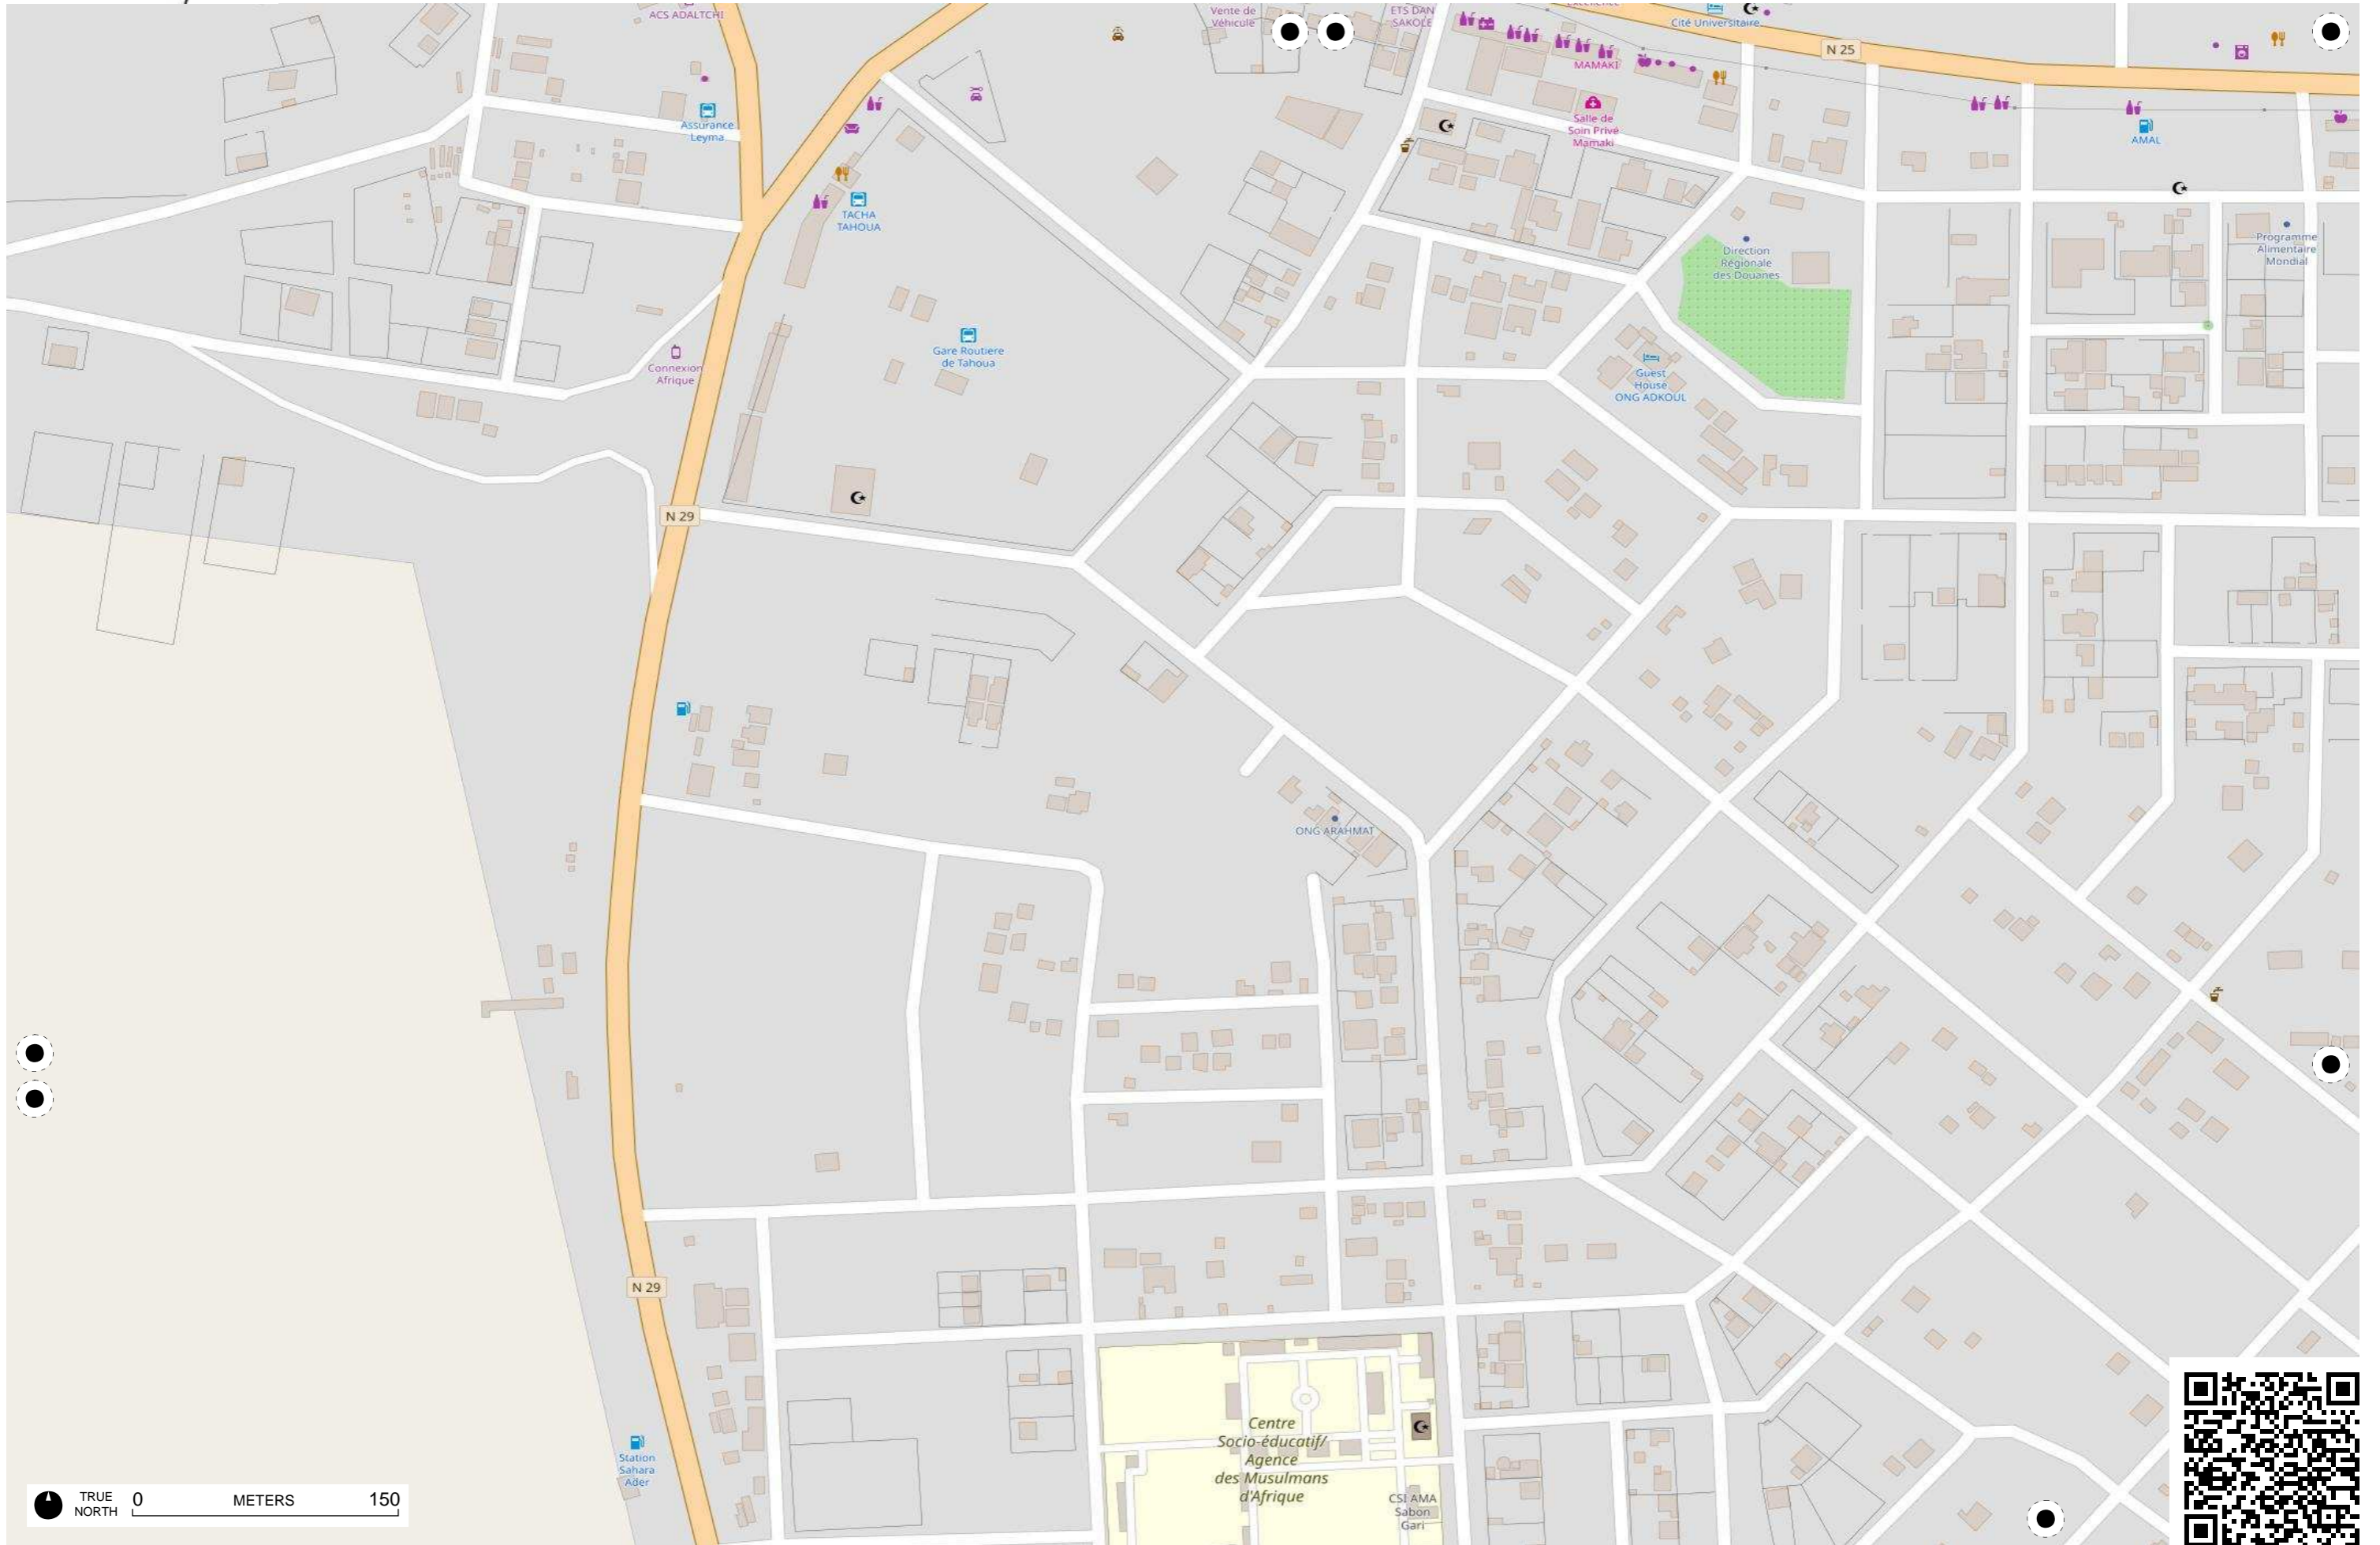 ACS ADALTCHI
Vente de
Véhicule
ETS DAN
SAKOLE
Cité Universitaire
N 25
MAMAKI
Salle de
Soin Privé
Mamaki
Assurance
Leyma
AMAL
TACHA
TAHOUA
Direction
Régionale
des Douanes
Programme
Alimentaire
Mondial
Gare Routiere
de Tahoua
Connexion
Afrique
Guest
House
ONG ADKOUL
N 29
ONG ARAHMAT
N 29
Centre
Socio-éducatif/
Agence
des Musulmans
d'Afrique
Station
Sahara
Ader
CSI AMA
Sabon
Gari
TRUE
NORTH
0 METERS 150